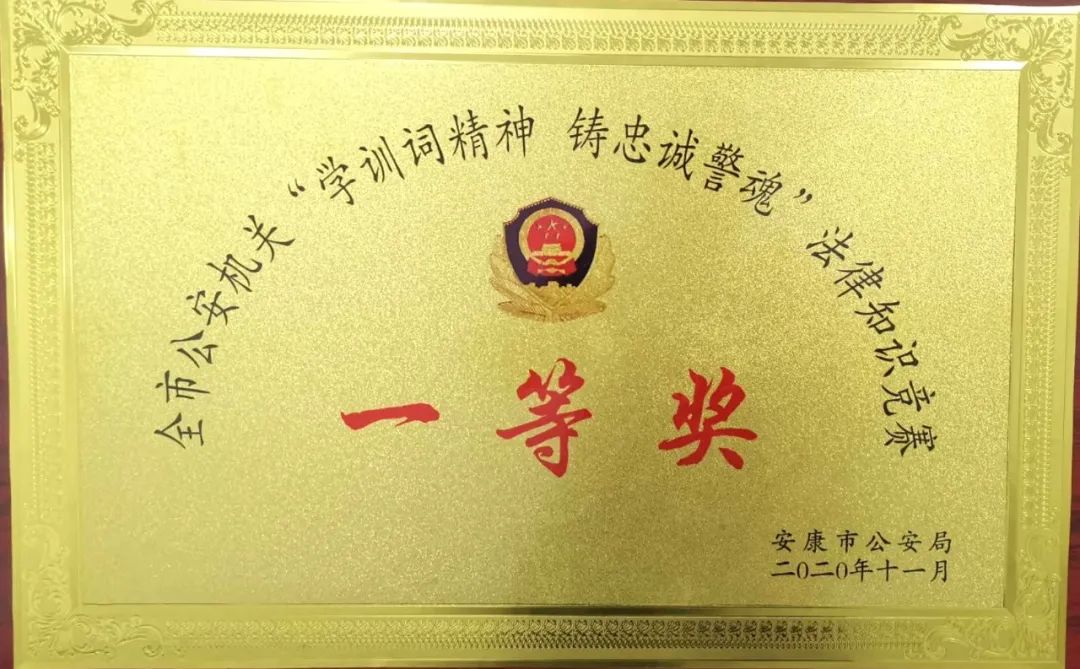 全市公安机关“学训词精神 铸忠诚警魂”法律知识竞赛
一等奖
安康市公安局
二〇二〇年十一月